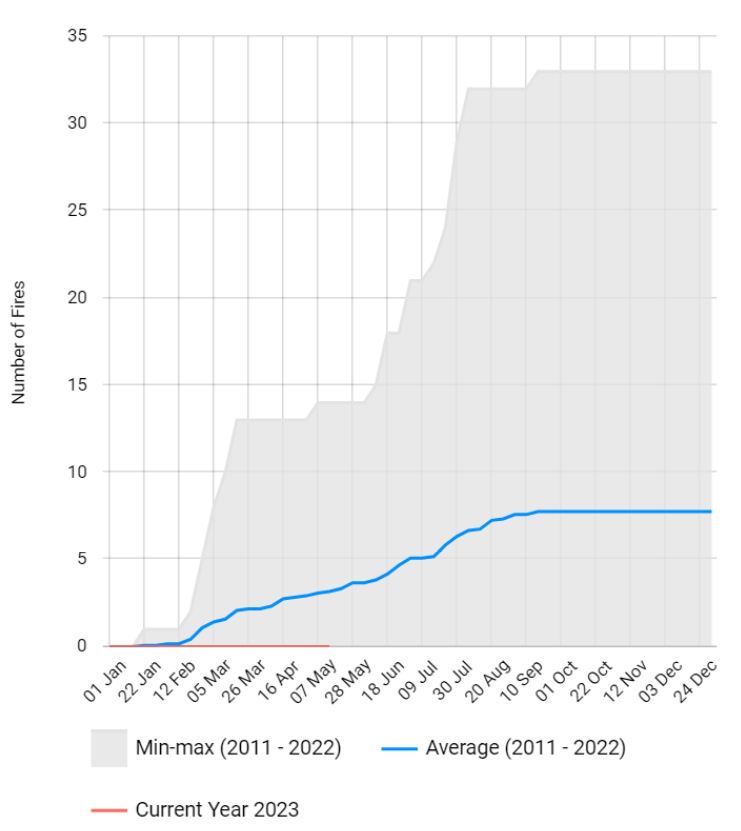 35
30
25
20
15
10
5
0
Number of Fires
01 Jan
22 Jan
12 Feb
05 Mar
26 Mar
16 Apr
07 May
28 May
18 Jun
09 Jul
30 Jul
20 Aug
10 Sep
01 Oct
22 Oct
12 Nov
03 Dec
24 Dec
Min-max (2011 - 2022)
Average (2011 - 2022)
Current Year 2023